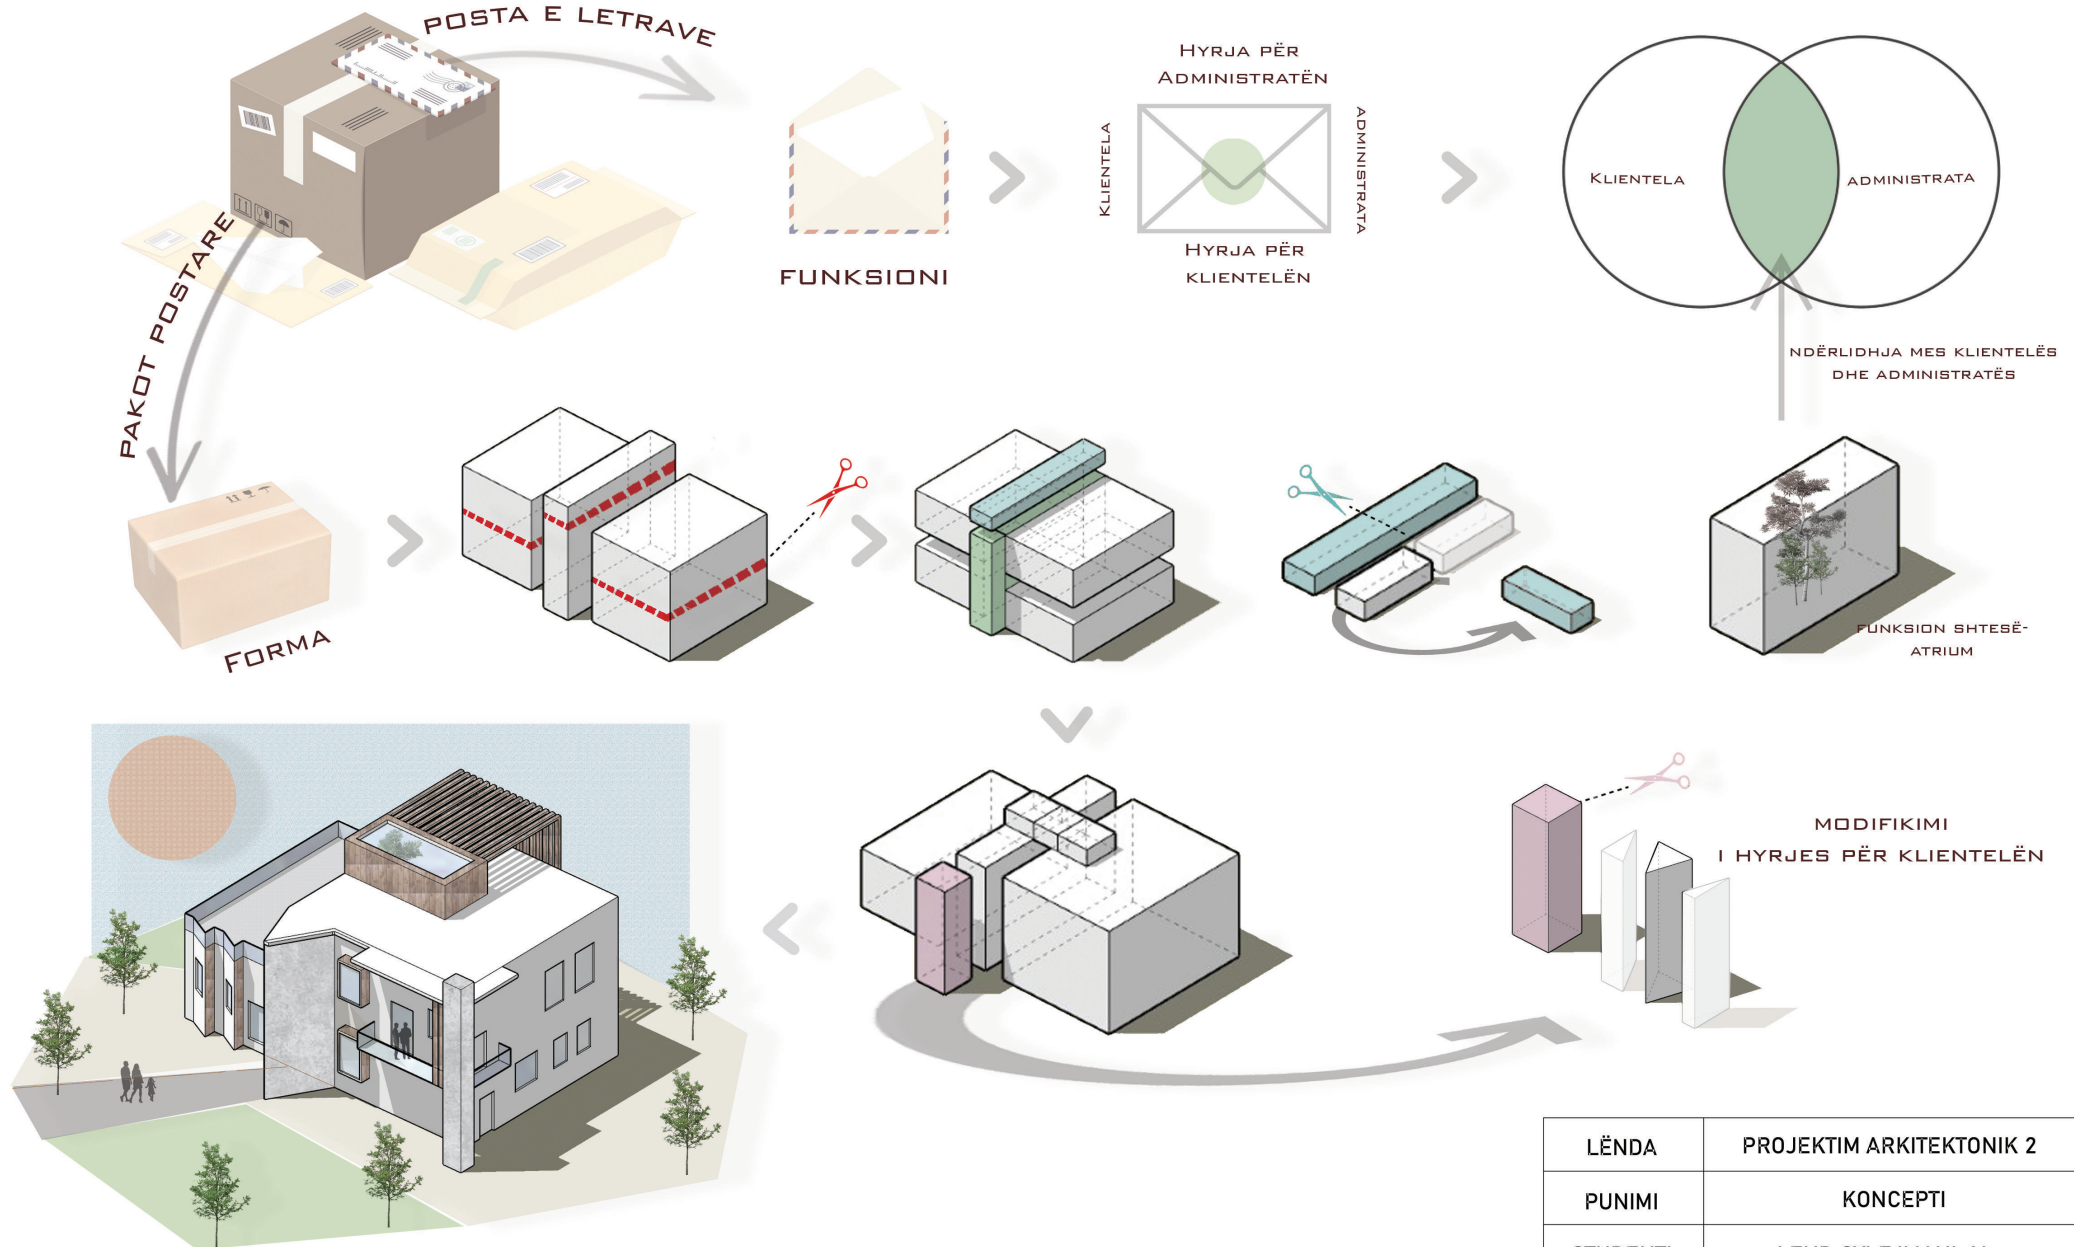 POSTA E LETRAVE
HYRJA PËR
ADMINISTRATËN
KLIENTELA
ADMINISTRATA
HYRJA PËR
KLIENTELËN
FUNKSIONI
KLIENTELA
ADMINISTRATA
NDËRLIDHJA MES KLIENTELËS
DHE ADMINISTRATËS
PAKOT POSTARE
FORMA
FUNKSION SHTESË-
ATRIUM
MODIFIKIMI
I HYRJES PËR KLIENTELËN
LËNDA PROJEKTIM ARKITEKTONIK 2
PUNIMI KONCEPTI